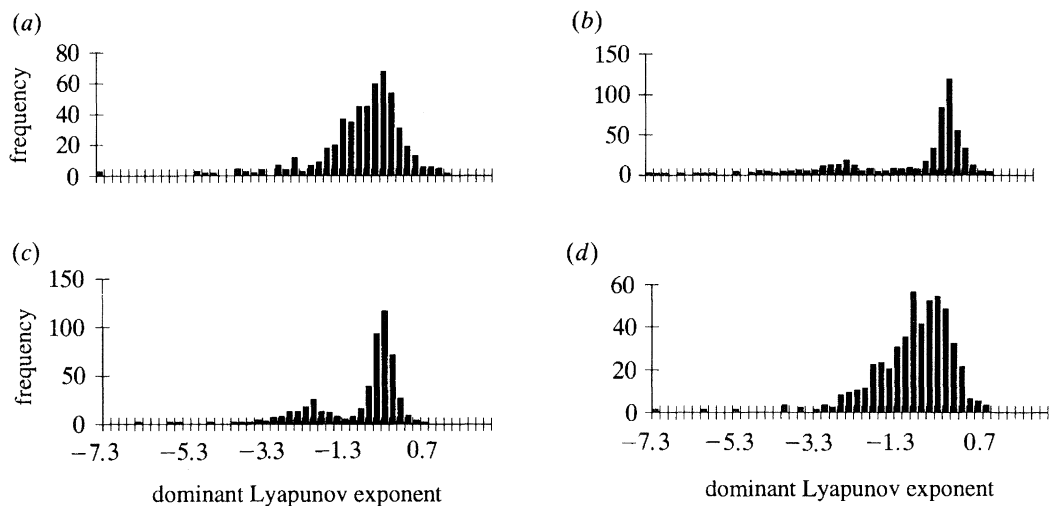 (a)
frequency
80
60
40
20
0
(b)
150
100
50
0
(c)
frequency
150
100
50
0
−7.3 −5.3 −3.3 −1.3 0.7
dominant Lyapunov exponent
(d)
60
40
20
0
−7.3 −5.3 −3.3 −1.3 0.7
dominant Lyapunov exponent